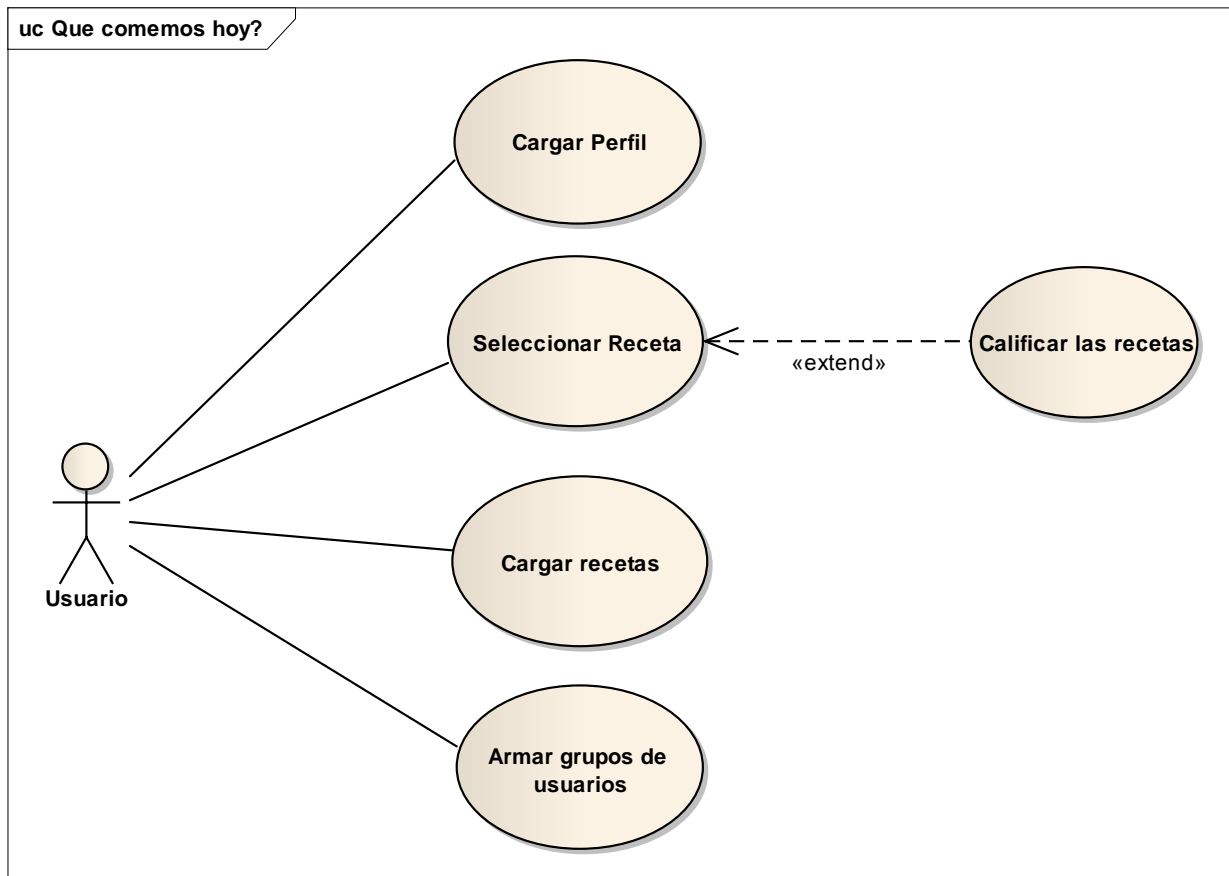 uc Que comemos hoy?
Cargar Perfil
Seleccionar Receta
«extend»
Calificar las recetas
Cargar recetas
Usuario
Armar grupos de
usuarios